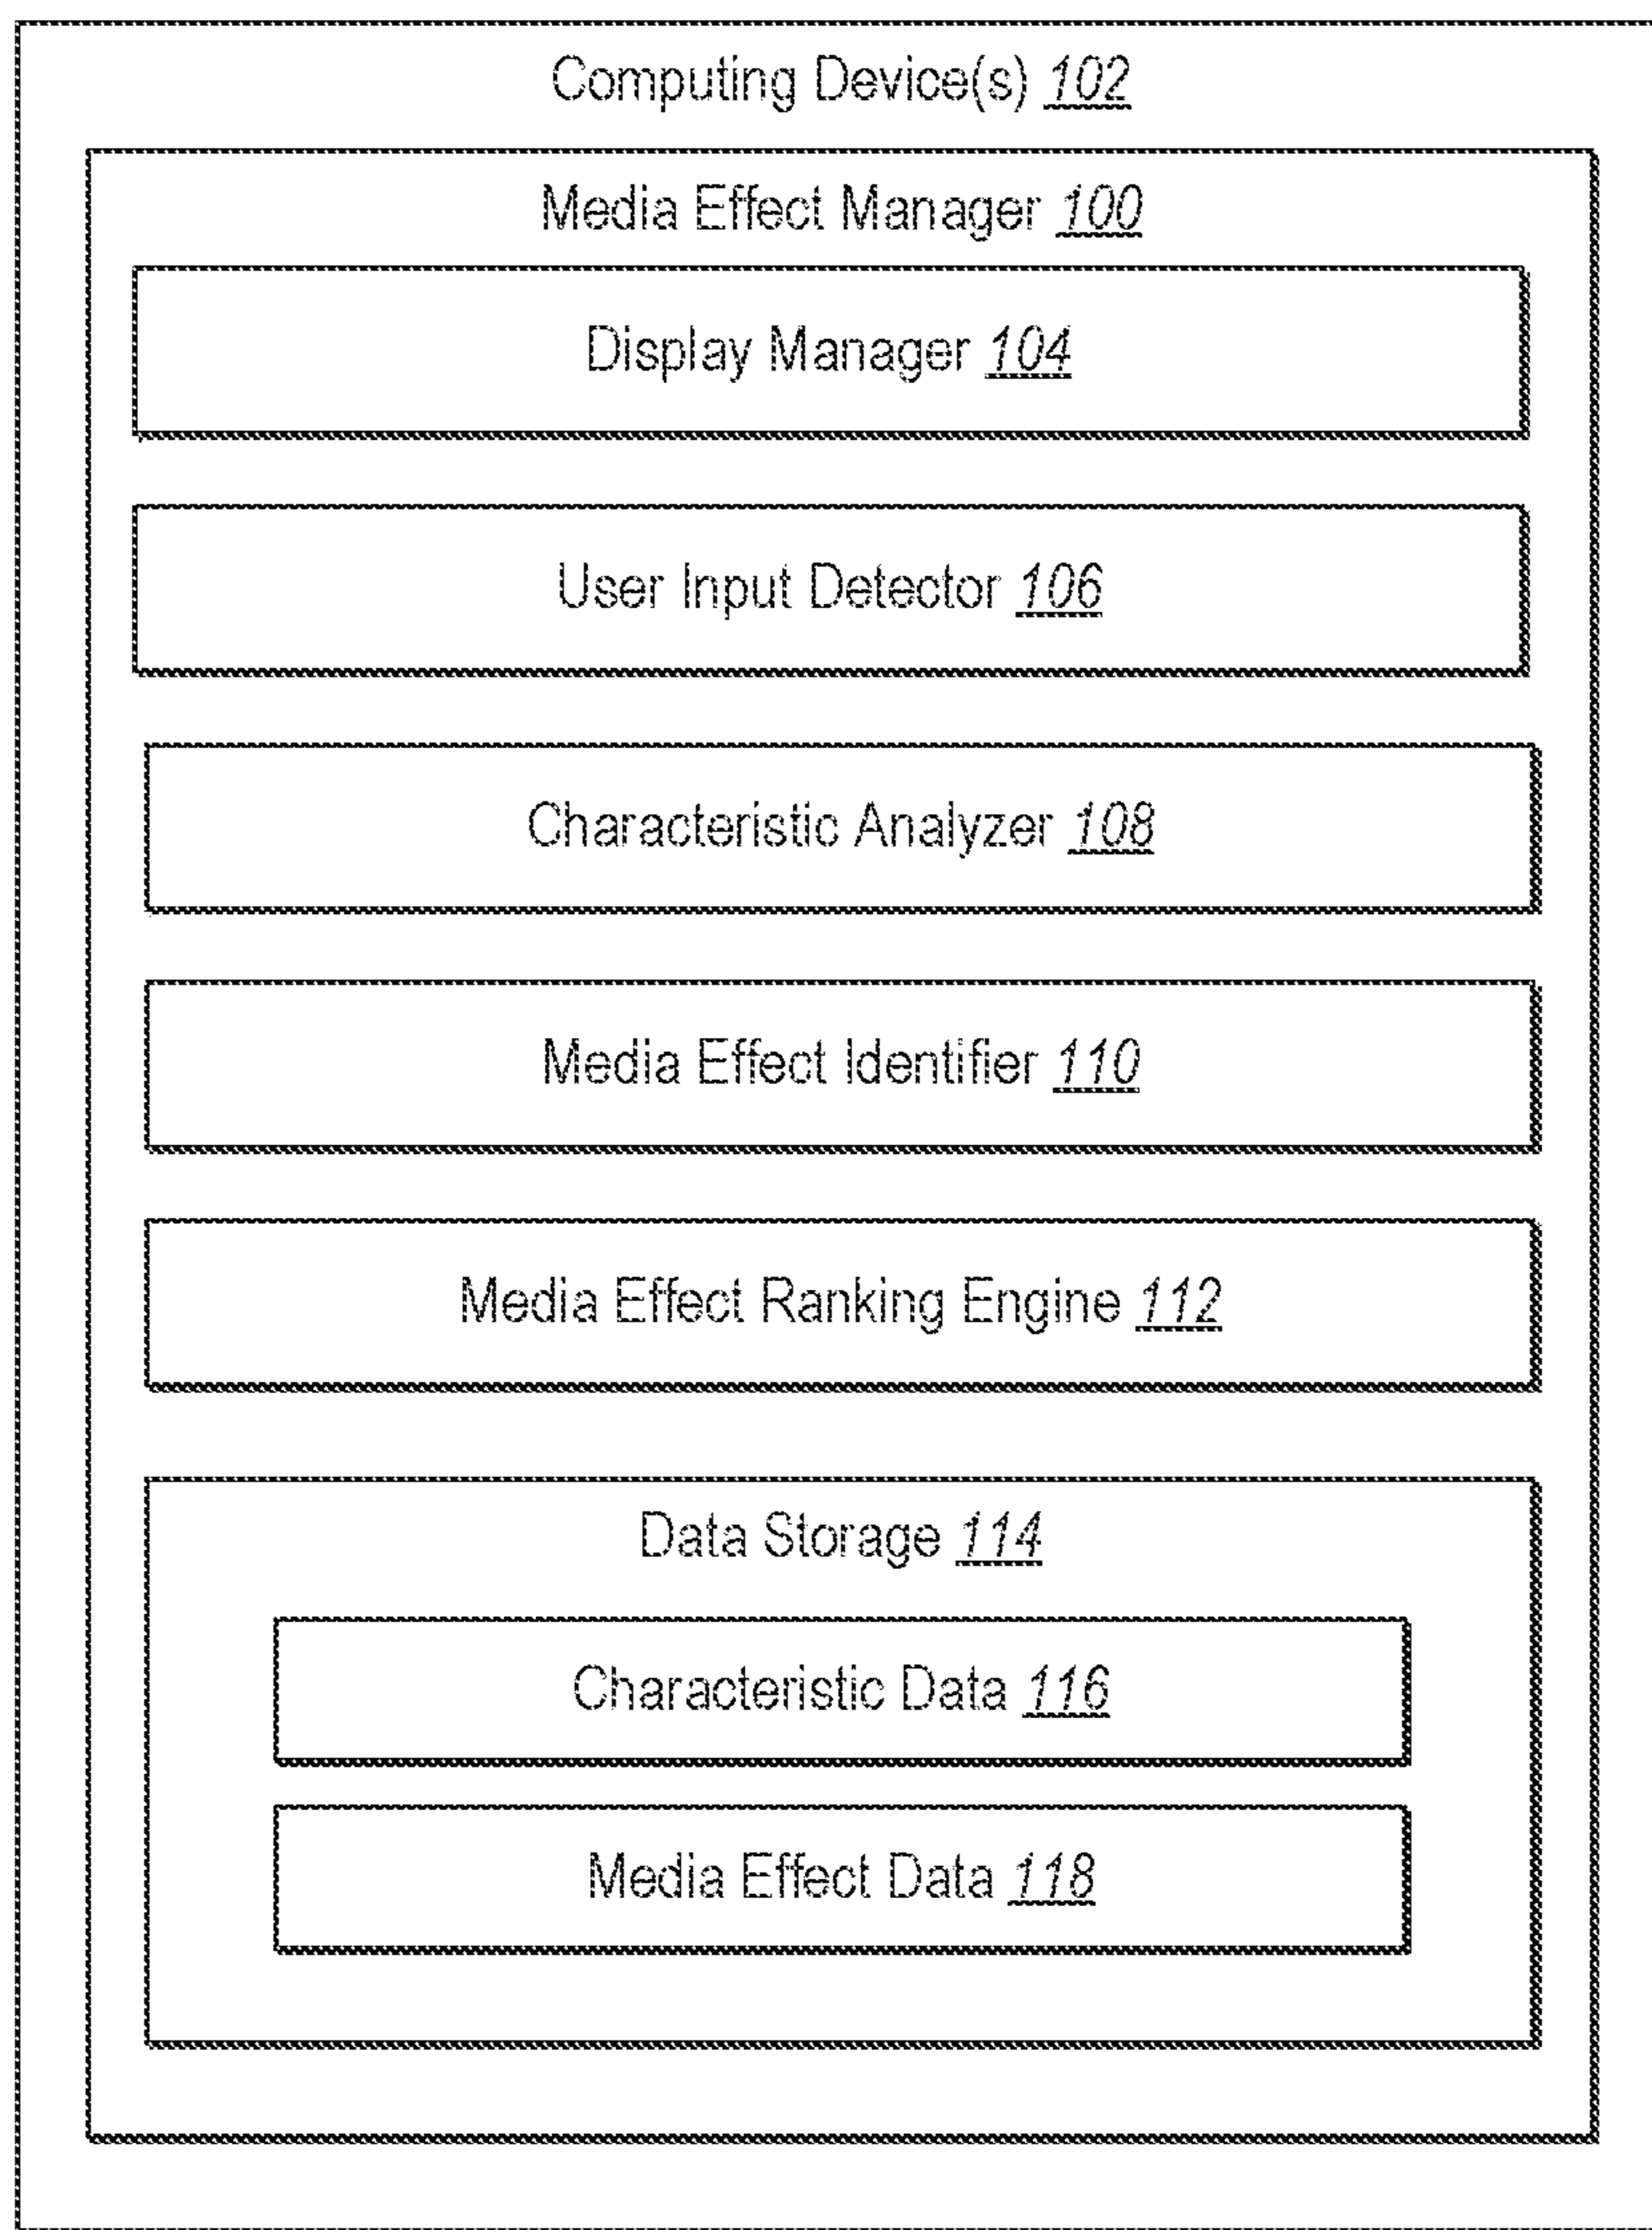 Computing Device(s) 102
Media Effect Manager 100
Display Manager 104
User Input Detector 106
Characteristic Analyzer 108
Media Effect Identifier 110
Media Effect Ranking Engine 112
Data Storage 114
Characteristic Data 116
Media Effect Data 118